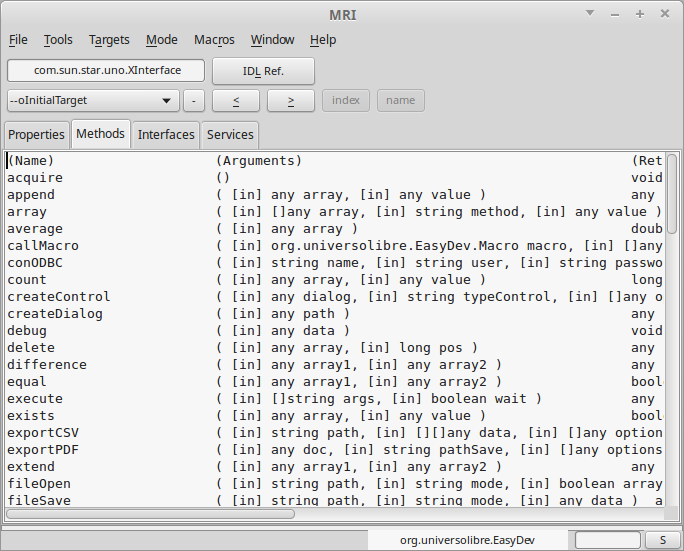 MRI
File Tools Targets Mode Macros Window Help
com.sun.star.uno.XInterface IDL Ref.
--oInitialTarget - < > index name
Properties Methods Interfaces Services
(Name) (Arguments) (Ret
acquire () void
append ( [in] any array, [in] any value ) any
array ( [in] []any array, [in] string method, [in] any value )
average ( [in] any array ) doub
callMacro ( [in] org.universolibre.EasyDev.Macro macro, [in] []any
conODBC ( [in] string name, [in] string user, [in] string passwo
count ( [in] any array, [in] any value ) long
createControl ( [in] any dialog, [in] string typeControl, [in] []any o
createDialog ( [in] any path ) any
debug ( [in] any data ) void
delete ( [in] any array, [in] long pos ) any
difference ( [in] any array1, [in] any array2 ) any
equal ( [in] any array1, [in] any array2 ) bool
execute ( [in] []string args, [in] boolean wait ) any
exists ( [in] any array, [in] any value ) bool
exportCSV ( [in] string path, [in] [][]any data, [in] []any option
exportPDF ( [in] any doc, [in] string pathSave, [in] []any options
extend ( [in] any array1, [in] any array2 ) any
fileOpen ( [in] string path, [in] string mode, [in] boolean array
fileSave ( [in] string path, [in] string mode, [in] any data ) a
org.universolibre.EasyDev S